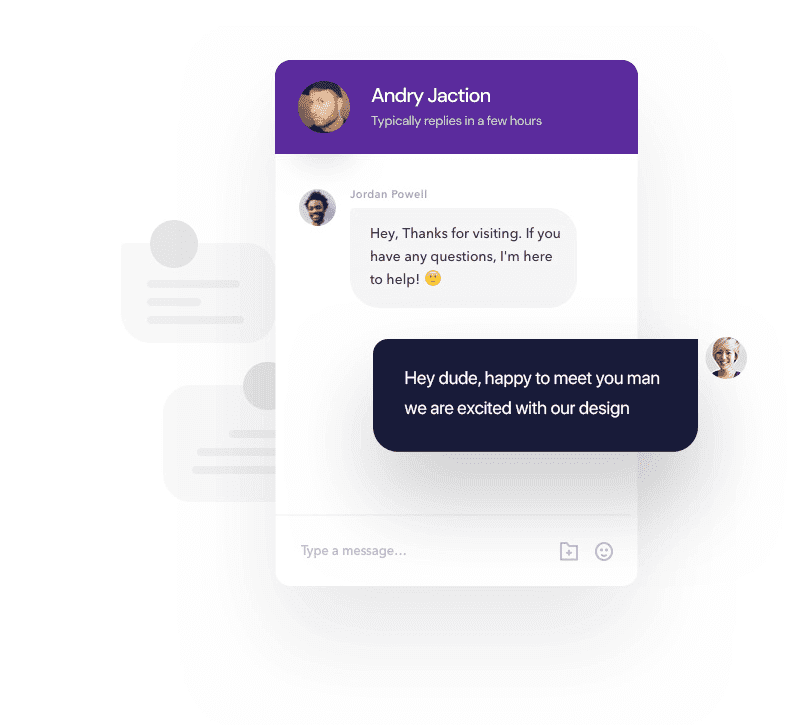 Andry Jaction
Typically replies in a few hours
Jordan Powell
Hey, Thanks for visiting. If you
have any questions, I'm here
to help! 😇
Hey dude, happy to meet you man
we are excited with our design
Type a message...